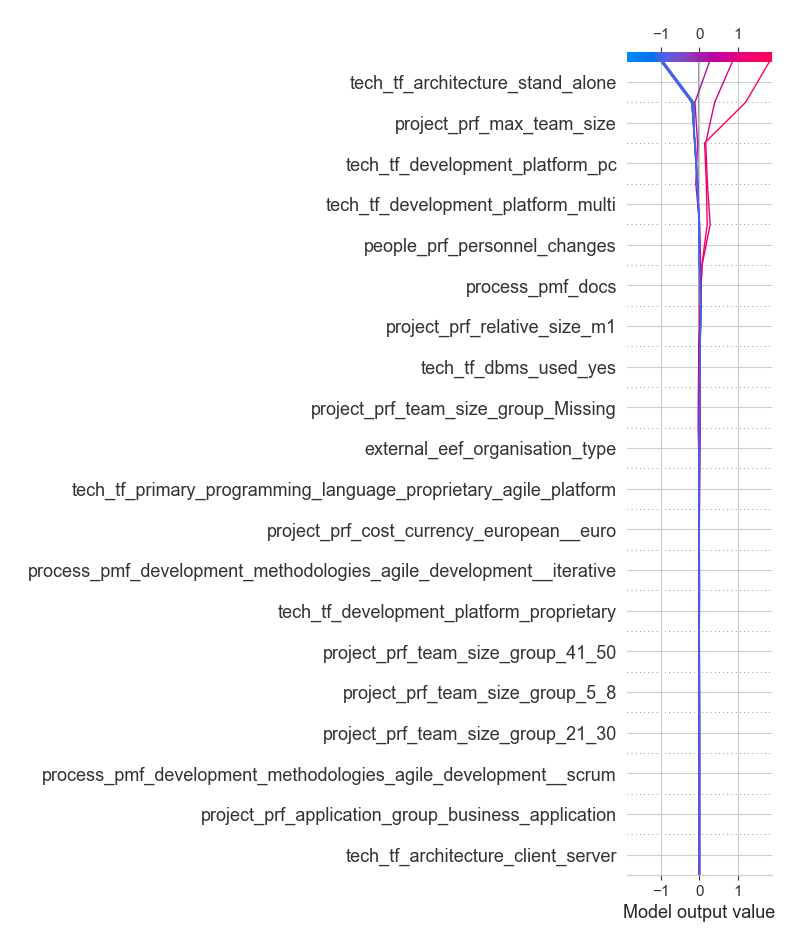 −1 0 1
tech_tf_architecture_stand_alone
project_prf_max_team_size
tech_tf_development_platform_pc
tech_tf_development_platform_multi
people_prf_personnel_changes
process_pmf_docs
project_prf_relative_size_m1
tech_tf_dbms_used_yes
project_prf_team_size_group_Missing
external_eef_organisation_type
tech_tf_primary_programming_language_proprietary_agile_platform
project_prf_cost_currency_european__euro
process_pmf_development_methodologies_agile_development__iterative
tech_tf_development_platform_proprietary
project_prf_team_size_group_41_50
project_prf_team_size_group_5_8
project_prf_team_size_group_21_30
process_pmf_development_methodologies_agile_development__scrum
project_prf_application_group_business_application
tech_tf_architecture_client_server
−1 0 1
Model output value